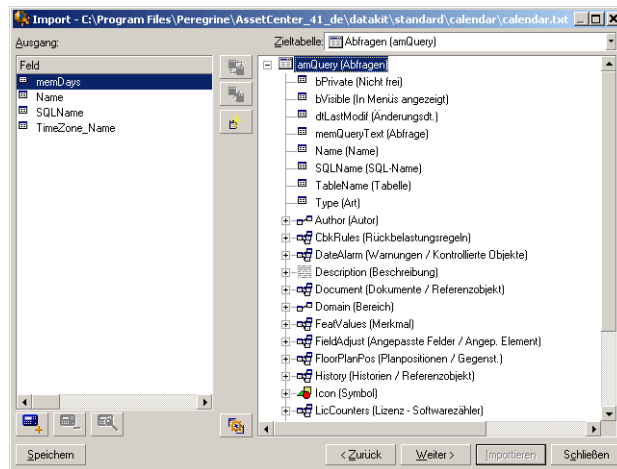 Import - C:\Program Files\Peregrine\AssetCenter_41_de\datakit\standard\calendar\calendar.txt
Ausgang:
Zieltabelle: Abfragen (amQuery)
Feld
memDays
Name
SQLName
TimeZone_Name
amQuery (Abfragen)
bPrivate (Nicht frei)
bVisible (In Menüs angezeigt)
dtLastModif (Änderungsdt.)
memQueryText (Abfrage)
Name (Name)
SQLName (SQL-Name)
TableName (Tabelle)
Type (Art)
Author (Autor)
CbkRules (Rückbelastungsregeln)
DateAlarm (Warnungen / Kontrollierte Objekte)
Description (Beschreibung)
Document (Dokumente / Referenzobjekt)
Domain (Bereich)
FeatValues (Merkmal)
FieldAdjust (Angepasste Felder / Angep. Element)
FloorPlanPos (Planpositionen / Gegenst.)
History (Historien / Referenzobjekt)
Icon (Symbol)
LicCounters (Lizenz - Softwarezähler)
Speichern
< Zurück
Weiter >
Importieren
Schließen